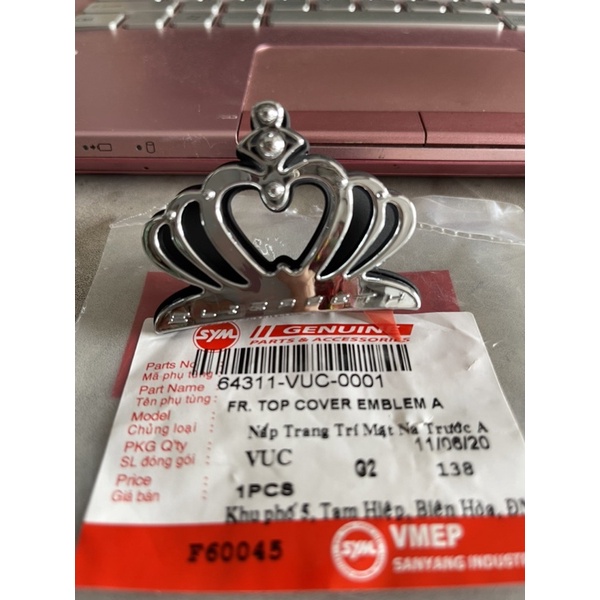 SYM GENUIN
PARTS & ACCESSORIES
Parts No
Mã phụ tùng
64311-VUC-0001
Part Name
Tên phụ tùng :
FR. TOP COVER EMBLEM A
Nắp Trang Trí Mặt Nạ Trước A
Model
Chủng loại :
11/06/20
VUC G2 138
PKG Q'ty
SL đóng gói
1PCS
Price
Giá bán :
Khu phố 5, Tam Hiệp, Biên Hòa, ĐN
F60045
SYM VMEP
SANYANG INDUST